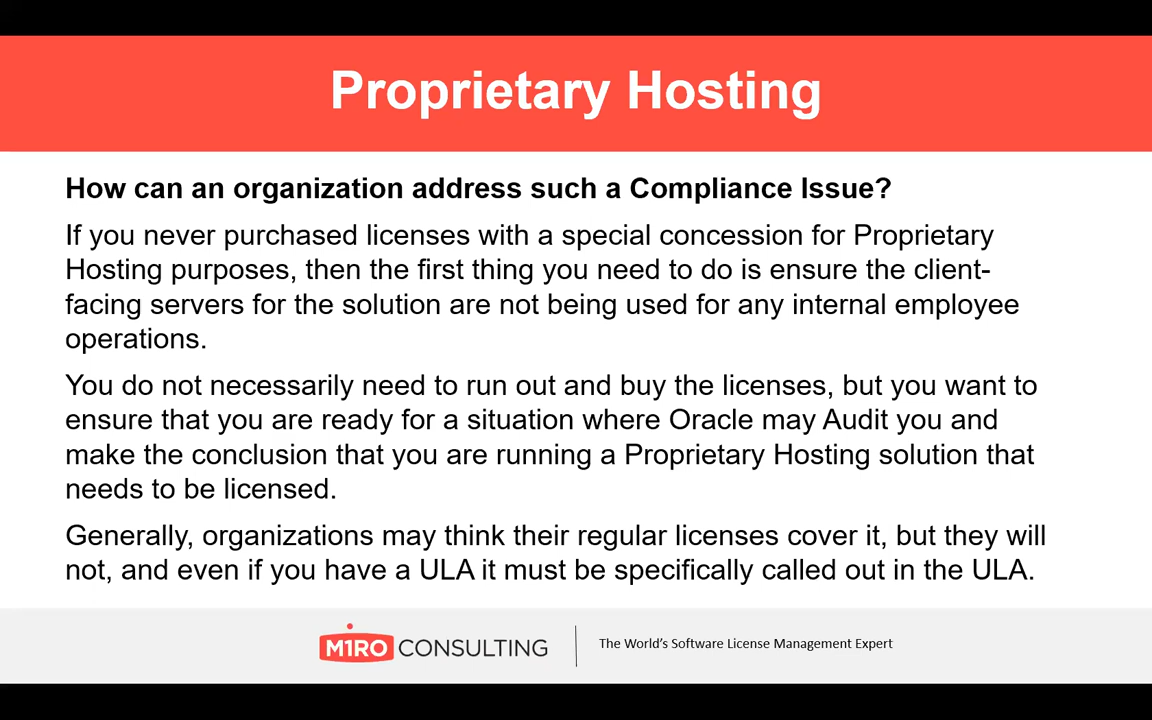 Proprietary Hosting
How can an organization address such a Compliance Issue?
If you never purchased licenses with a special concession for Proprietary
Hosting purposes, then the first thing you need to do is ensure the client-
facing servers for the solution are not being used for any internal employee
operations.
You do not necessarily need to run out and buy the licenses, but you want to
ensure that you are ready for a situation where Oracle may Audit you and
make the conclusion that you are running a Proprietary Hosting solution that
needs to be licensed.
Generally, organizations may think their regular licenses cover it, but they will
not, and even if you have a ULA it must be specifically called out in the ULA.
MIRO CONSULTING
The World's Software License Management Expert